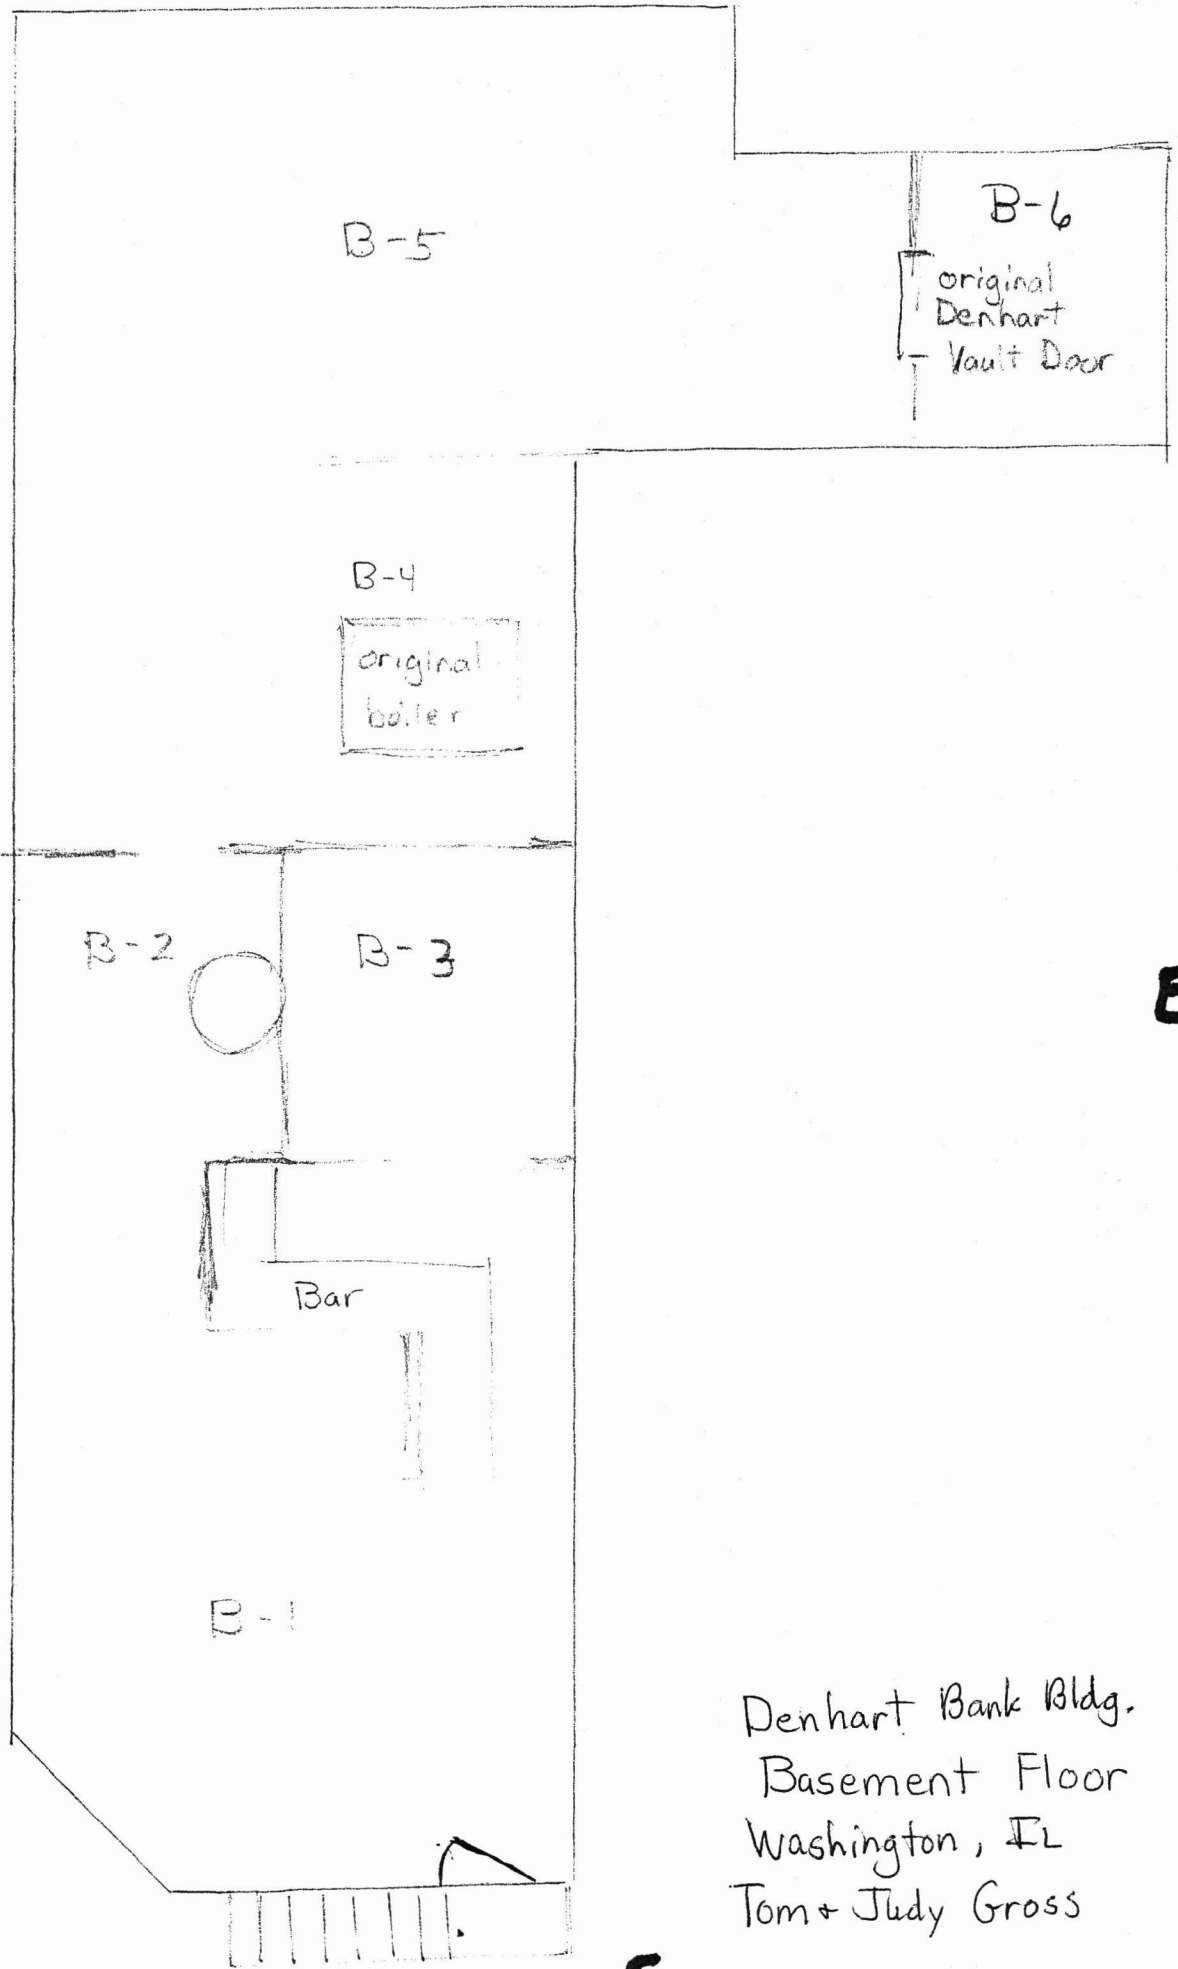 B-5
B-6
original
Denhart
Vault Door
B-4
original
boiler
B-2
B-3
Bar
B-1
Denhart Bank Bldg.
Basement Floor
Washington, IL
Tom + Judy Gross